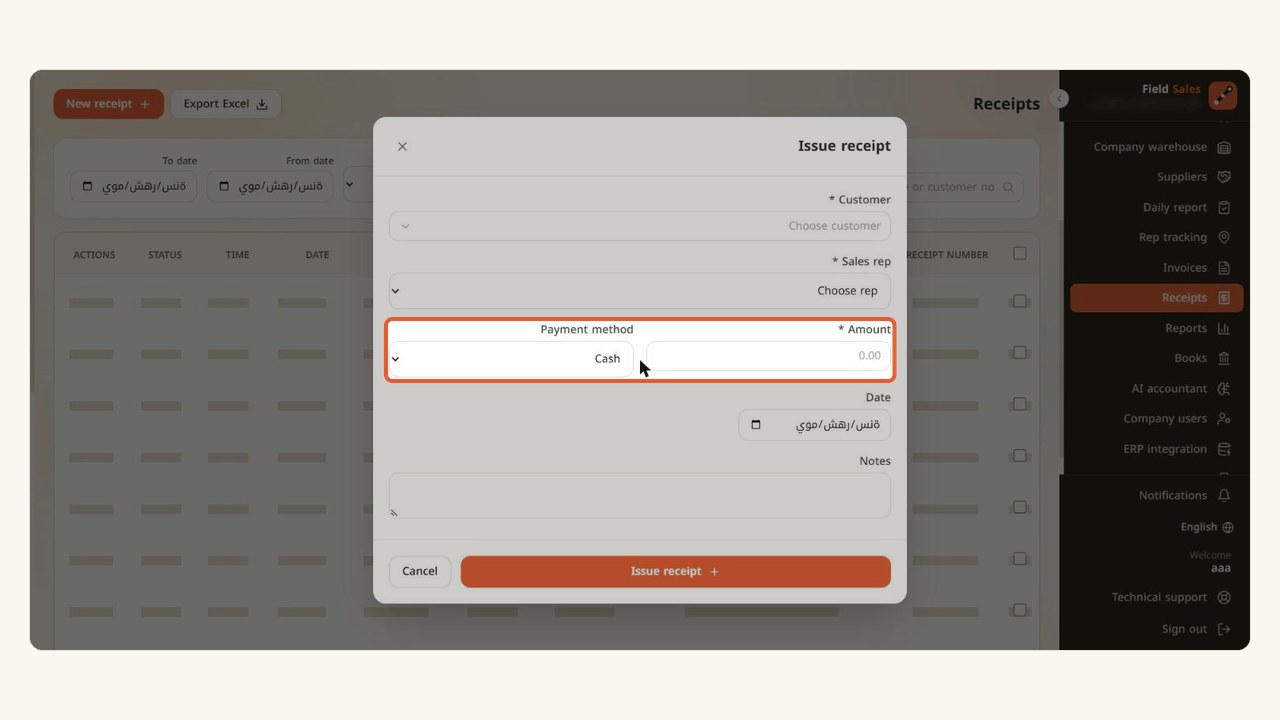 New receipt +
Export Excel
Receipts
Field Sales
To date
From date
ةنس/رهش/موي
ةنس/رهش/موي
or customer no
ACTIONS
STATUS
TIME
DATE
RECEIPT NUMBER
Issue receipt
* Customer
Choose customer
* Sales rep
Choose rep
Payment method
* Amount
Cash
0.00
Date
ةنس/رهش/موي
Notes
Cancel
Issue receipt +
Company warehouse
Suppliers
Daily report
Rep tracking
Invoices
Receipts
Reports
Books
AI accountant
Company users
ERP integration
Notifications
English
Welcome
aaa
Technical support
Sign out